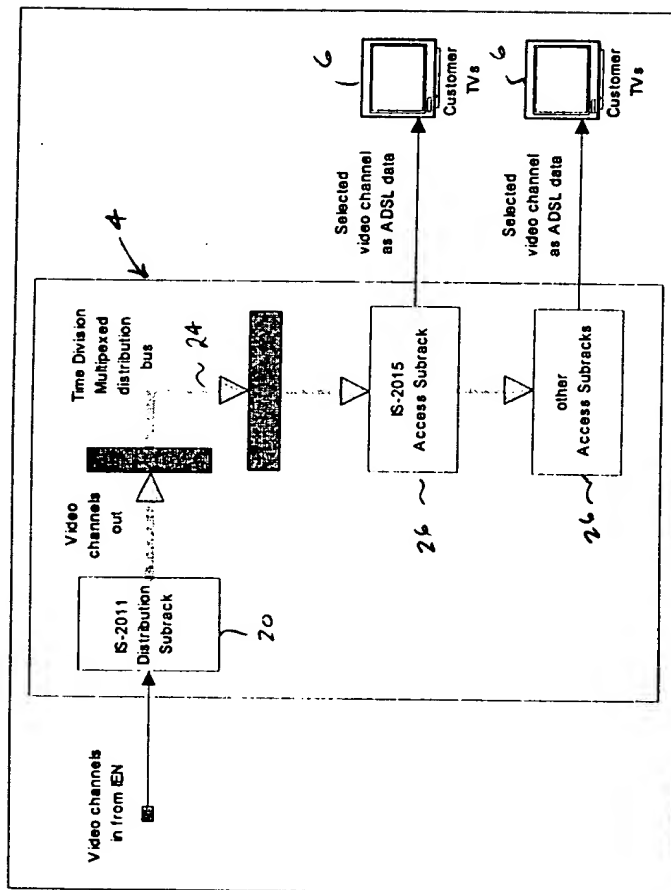 Video channels
in from IEN
IS-2011
Distribution
Subrack
20
Video
channels
out
Time Division
Multipexed
distribution
bus
24
4
IS-2015
Access Subrack
26
other
Access Subracks
26
Selected
video channel
as ADSL data
Selected
video channel
as ADSL data
6
Customer
TVs
6
Customer
TVs